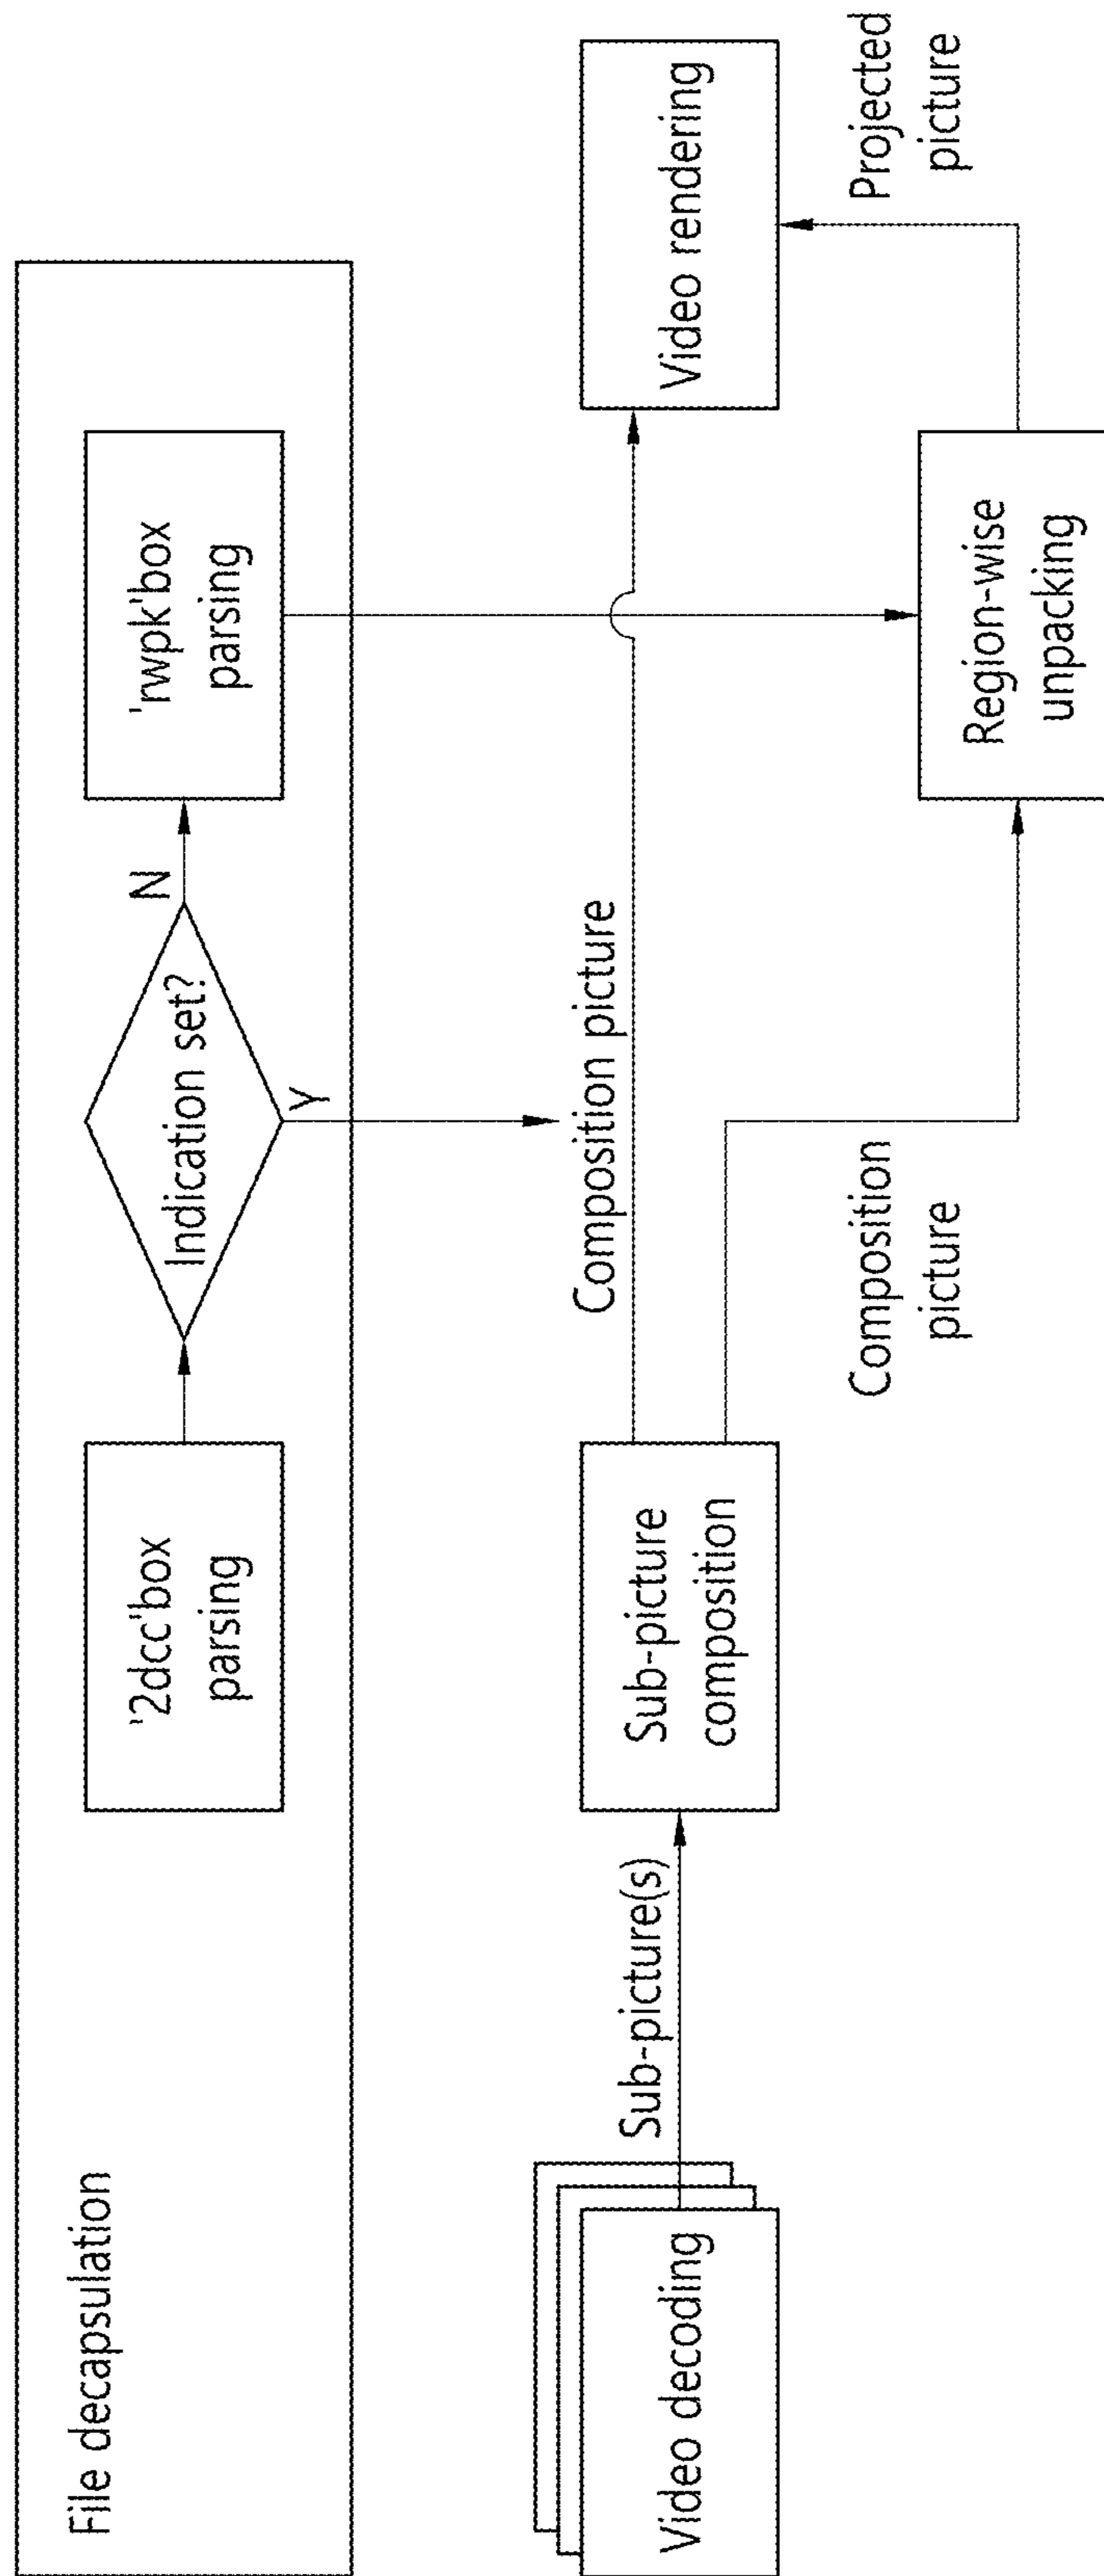 File decapsulation
'2dcc'box
parsing
Indication set?
N
Y
'rwpk'box
parsing
Video decoding
Sub-picture(s)
Sub-picture
composition
Composition picture
Composition
picture
Video rendering
Region-wise
unpacking
Projected
picture